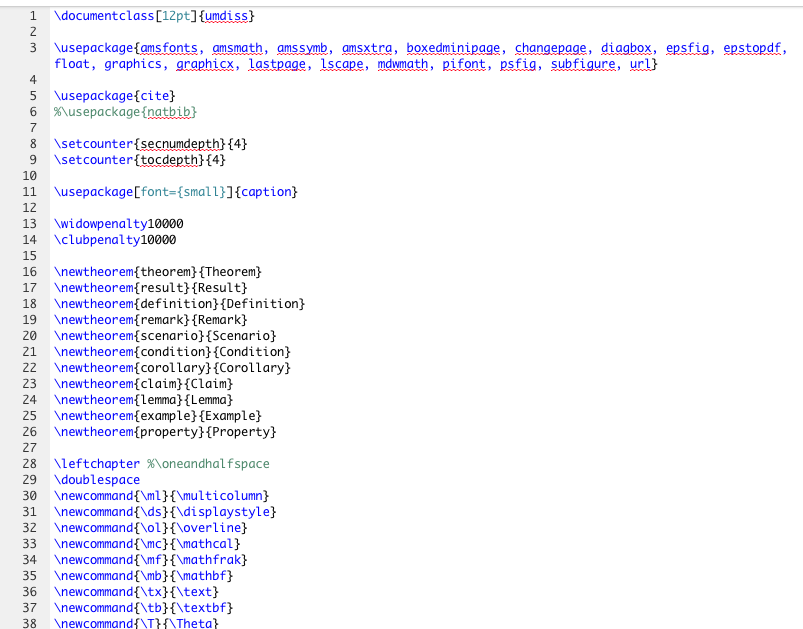 1 \documentclass[12pt]{umdiss}
2
3 \usepackage{amsfonts, amsmath, amssymb, amsxtra, boxedminipage, changepage, diagbox, epsfig, epstopdf,
float, graphics, graphicx, lastpage, lscape, mdwmath, pifont, psfig, subfigure, url}
4
5 \usepackage{cite}
6 %\usepackage{natbib}
7
8 \setcounter{secnumdepth}{4}
9 \setcounter{tocdepth}{4}
10
11 \usepackage[font={small}]{caption}
12
13 \widowpenalty10000
14 \clubpenalty10000
15
16 \newtheorem{theorem}{Theorem}
17 \newtheorem{result}{Result}
18 \newtheorem{definition}{Definition}
19 \newtheorem{remark}{Remark}
20 \newtheorem{scenario}{Scenario}
21 \newtheorem{condition}{Condition}
22 \newtheorem{corollary}{Corollary}
23 \newtheorem{claim}{Claim}
24 \newtheorem{lemma}{Lemma}
25 \newtheorem{example}{Example}
26 \newtheorem{property}{Property}
27
28 \leftchapter %\oneandhalfspace
29 \doublespace
30 \newcommand{\ml}{\multicolumn}
31 \newcommand{\ds}{\displaystyle}
32 \newcommand{\ol}{\overline}
33 \newcommand{\mc}{\mathcal}
34 \newcommand{\mf}{\mathfrak}
35 \newcommand{\mb}{\mathbf}
36 \newcommand{\tx}{\text}
37 \newcommand{\tb}{\textbf}
38 \newcommand{\T}{\Theta}